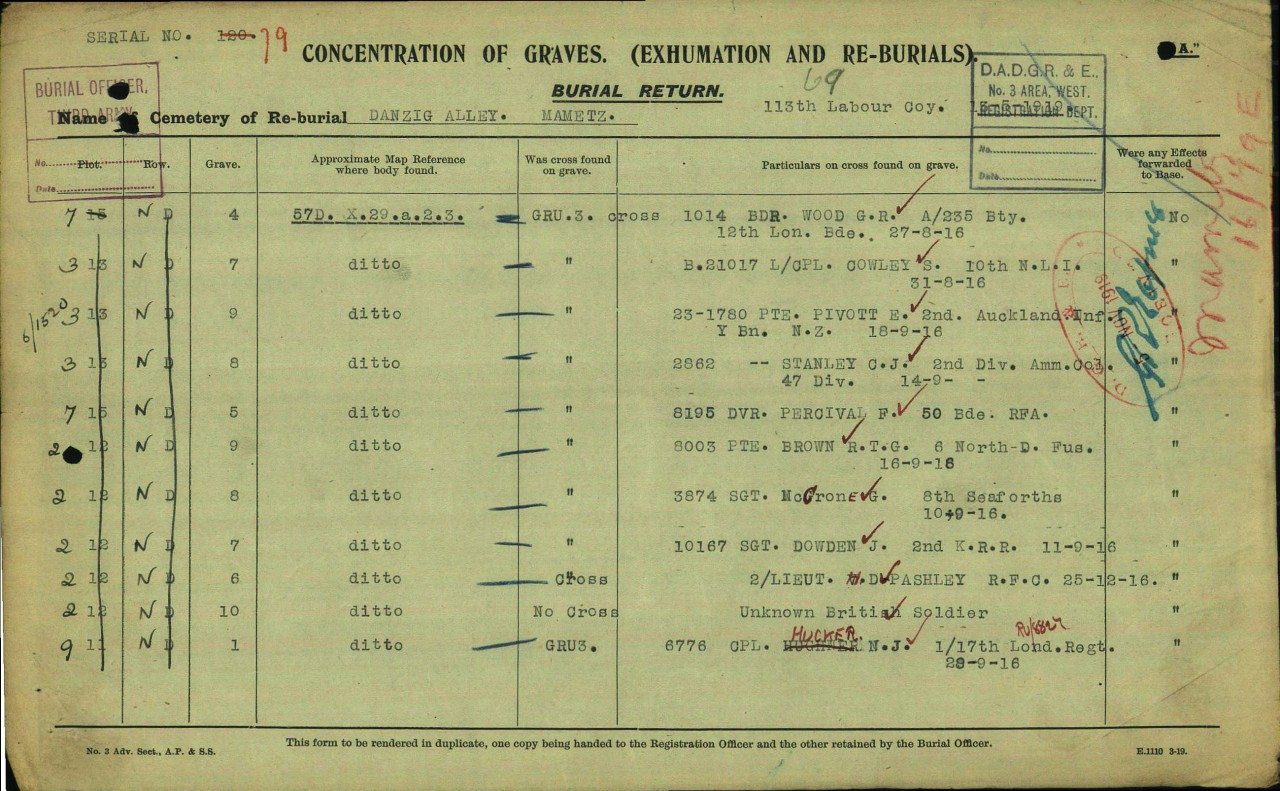 SERIAL NO. 120. 79
CONCENTRATION OF GRAVES. (EXHUMATION AND RE-BURIALS).
A."
69
BURIAL RETURN.
BURIAL OFFICER,
THIRD ARMY
No.
Date
D.A.D.G.R. & E.,
No. 3 AREA, WEST.
REGISTRATION DEPT.
No.
Date
113th Labour Coy.
Name of Cemetery of Re-burial DANZIG ALLEY. MAMETZ.
Plot. Row. Grave. Approximate Map Reference where body found. Was cross found on grave. Particulars on cross found on grave. Were any Effects forwarded to Base.
7 15 N D 4 57D. X.29.a.2.3. GRU.3. cross 1014 BDR. WOOD G.R. A/235 Bty. No
12th Lon. Bde. 27-8-16
3 13 N D 7 ditto " B.21017 L/CPL. COWLEY S. 10th N.L.I. "
31-8-16
3 13 N D 9 ditto " 23-1780 PTE. PIVOTT E. 2nd. Auckland.Inf. "
Y Bn. N.Z. 18-9-16
3 13 N D 8 ditto " 2862 -- STANLEY C.J. 2nd Div. Amm.Col. "
47 Div. 14-9- -
7 15 N D 5 ditto " 8195 DVR. PERCIVAL F. 50 Bde. RFA. "
2 12 N D 9 ditto " 8003 PTE. BROWN R.T.G. 6 North-D. Fus. "
16-9-16
2 12 N D 8 ditto " 3874 SGT. McCrone G. 8th Seaforths "
10-9-16.
2 12 N D 7 ditto " 10167 SGT. DOWDEN J. 2nd K.R.R. 11-9-16 "
2 12 N D 6 ditto Cross 2/LIEUT. H.D. PASHLEY R.F.C. 25-12-16. "
2 12 N D 10 ditto No Cross Unknown British Soldier "
HUCKER.
9 11 N D 1 ditto GRU3. 6776 CPL. N.J. 1/17th Lond.Regt. "
29-9-16
This form to be rendered in duplicate, one copy being handed to the Registration Officer and the other retained by the Burial Officer.
No. 3 Adv. Sect., A.P. & S.S.
E.1110 3-19.